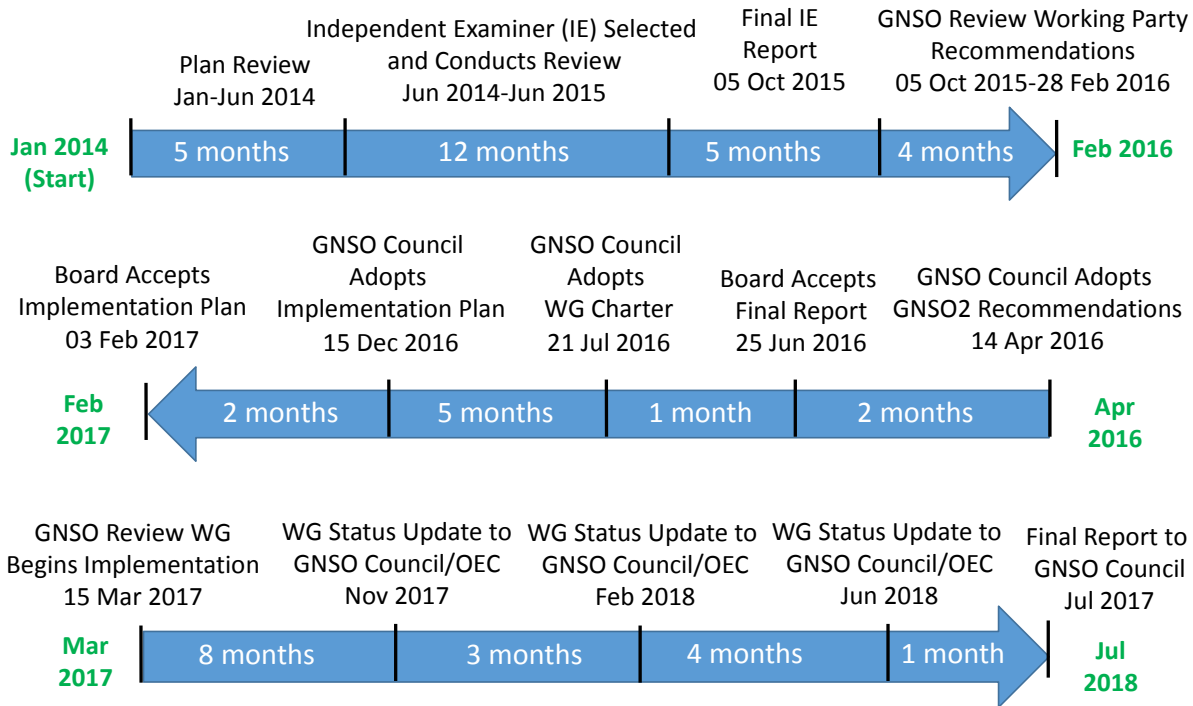 Plan Review
Jan-Jun 2014
Independent Examiner (IE) Selected
and Conducts Review
Jun 2014-Jun 2015
Final IE
Report
05 Oct 2015
GNSO Review Working Party
Recommendations
05 Oct 2015-28 Feb 2016
Jan 2014
(Start)
5 months
12 months
5 months
4 months
Feb 2016
Board Accepts
Implementation Plan
03 Feb 2017
GNSO Council
Adopts
Implementation Plan
15 Dec 2016
GNSO Council
Adopts
WG Charter
21 Jul 2016
Board Accepts
Final Report
25 Jun 2016
GNSO Council Adopts
GNSO2 Recommendations
14 Apr 2016
Feb
2017
2 months
5 months
1 month
2 months
Apr
2016
GNSO Review WG
Begins Implementation
15 Mar 2017
WG Status Update to
GNSO Council/OEC
Nov 2017
WG Status Update to
GNSO Council/OEC
Feb 2018
WG Status Update to
GNSO Council/OEC
Jun 2018
Final Report to
GNSO Council
Jul 2017
Mar
2017
8 months
3 months
4 months
1 month
Jul
2018